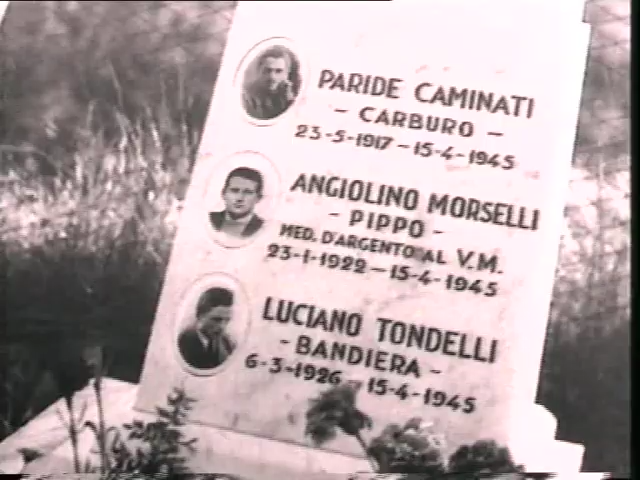 PARIDE CAMINATI
- CARBURO -
23-5-1917-15-4-1945
ANGIOLINO MORSELLI
- PIPPO -
MED. D'ARGENTO AL V.M.
23-1-1922-15-4-1945
LUCIANO TONDELLI
- BANDIERA -
6-3-1926 15-4-1945